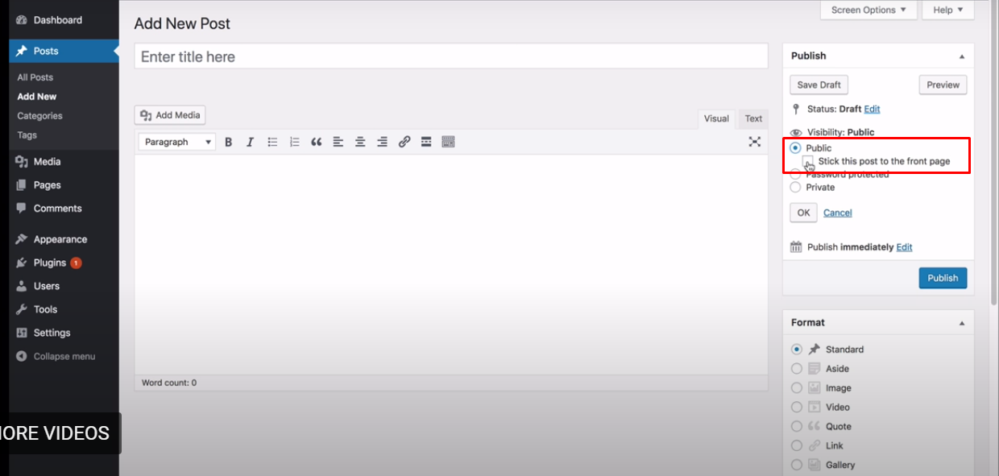 Dashboard
Posts
All Posts
Add New
Categories
Tags
Media
Pages
Comments
Appearance
Plugins 1
Users
Tools
Settings
Collapse menu
MORE VIDEOS
Screen Options
Help
Add New Post
Enter title here
Add Media
Visual
Text
Paragraph
B I
Word count: 0
Publish
Save Draft
Preview
Status: Draft Edit
Visibility: Public
Public
Stick this post to the front page
Password protected
Private
OK
Cancel
Publish immediately Edit
Publish
Format
Standard
Aside
Image
Video
Quote
Link
Gallery